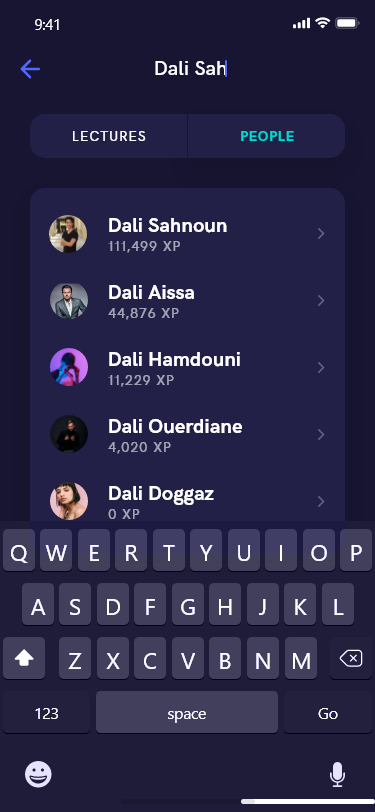 9:41
Dali Sah
LECTURES PEOPLE
Dali Sahnoun
111,499 XP
Dali Aissa
44,876 XP
Dali Hamdouni
11,229 XP
Dali Ouerdiane
4,020 XP
Dali Doggaz
0 XP
Q W E R T Y U I O P
A S D F G H J K L
Z X C V B N M
123 space Go